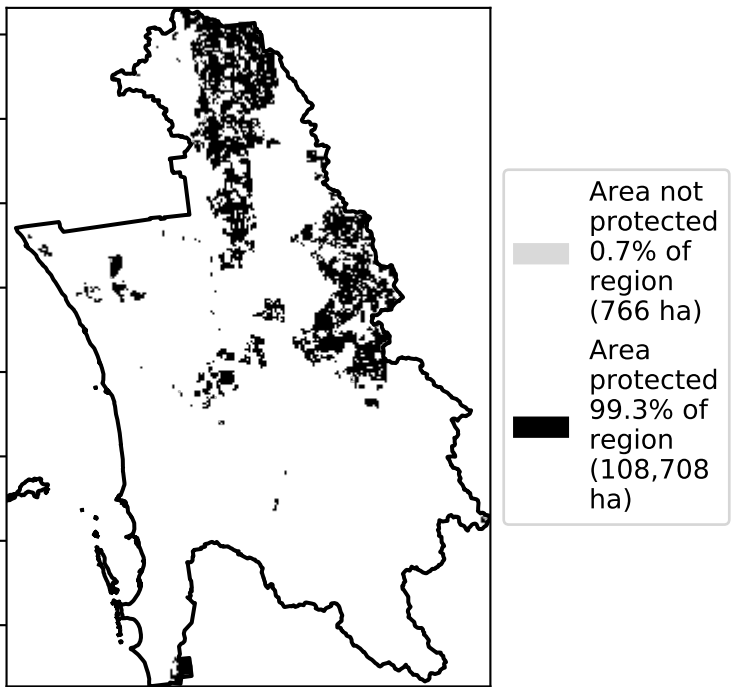 Area not
protected
0.7% of
region
(766 ha)
Area
protected
99.3% of
region
(108,708
ha)